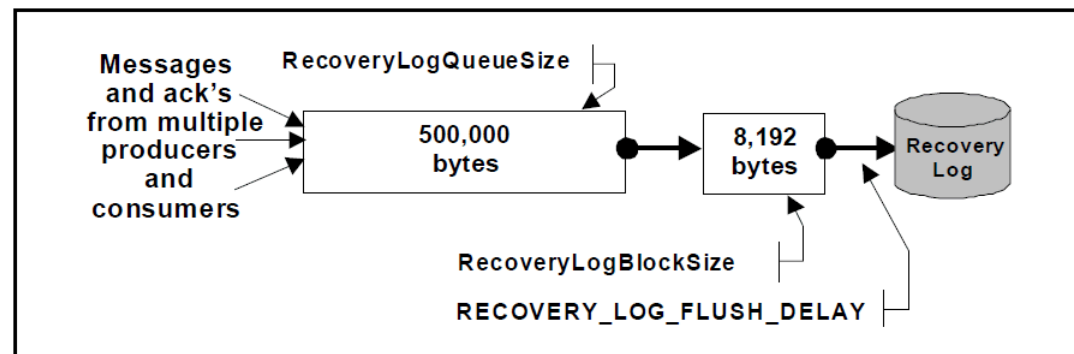 Messages
and ack's
from multiple
producers
and
consumers
RecoveryLogQueueSize
500,000
bytes
8,192
bytes
Recovery
Log
RecoveryLogBlockSize
RECOVERY_LOG_FLUSH_DELAY